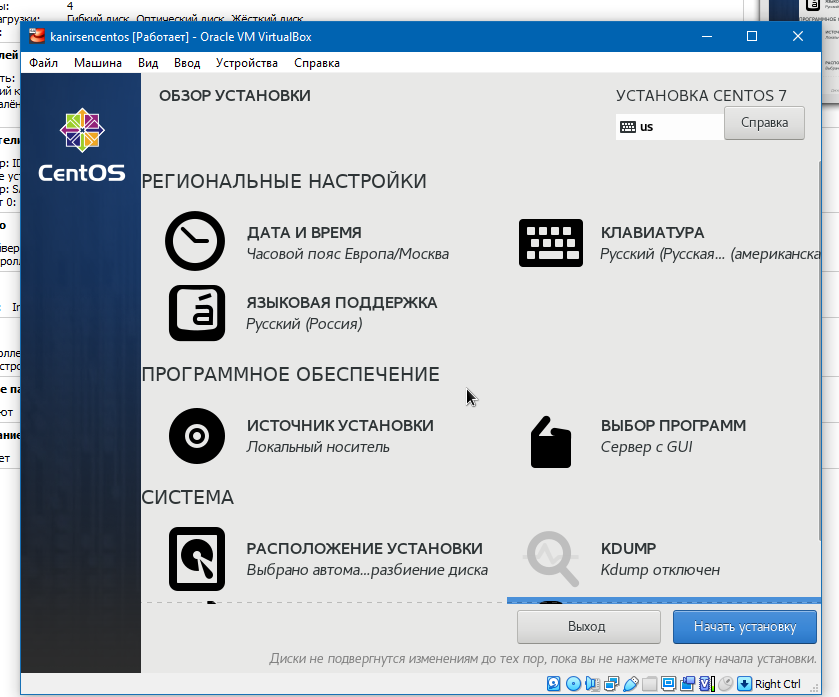 4
Гибкий диск, Оптический диск, Жёсткий диск
kanirsencentos [Работает] - Oracle VM VirtualBox
Файл Машина Вид Ввод Устройства Справка
ОБЗОР УСТАНОВКИ
УСТАНОВКА CENTOS 7
us
Справка
CentOS
РЕГИОНАЛЬНЫЕ НАСТРОЙКИ
ДАТА И ВРЕМЯ
Часовой пояс Европа/Москва
КЛАВИАТУРА
Русский (Русская... (американска
ЯЗЫКОВАЯ ПОДДЕРЖКА
Русский (Россия)
ПРОГРАММНОЕ ОБЕСПЕЧЕНИЕ
ИСТОЧНИК УСТАНОВКИ
Локальный носитель
ВЫБОР ПРОГРАММ
Сервер с GUI
СИСТЕМА
РАСПОЛОЖЕНИЕ УСТАНОВКИ
Выбрано автома...разбиение диска
KDUMP
Kdump отключен
Выход
Начать установку
Диски не подвергнутся изменениям до тех пор, пока вы не нажмете кнопку начала установки.
Right Ctrl